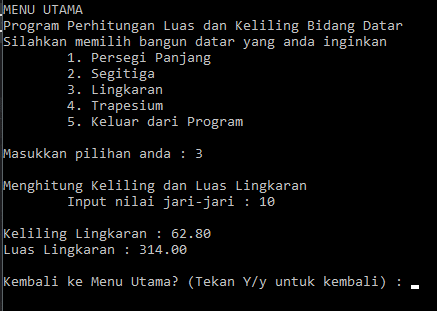 MENU UTAMA
Program Perhitungan Luas dan Keliling Bidang Datar
Silahkan memilih bangun datar yang anda inginkan
1. Persegi Panjang
2. Segitiga
3. Lingkaran
4. Trapesium
5. Keluar dari Program
Masukkan pilihan anda : 3
Menghitung Keliling dan Luas Lingkaran
Input nilai jari-jari : 10
Keliling Lingkaran : 62.80
Luas Lingkaran : 314.00
Kembali ke Menu Utama? (Tekan Y/y untuk kembali) :